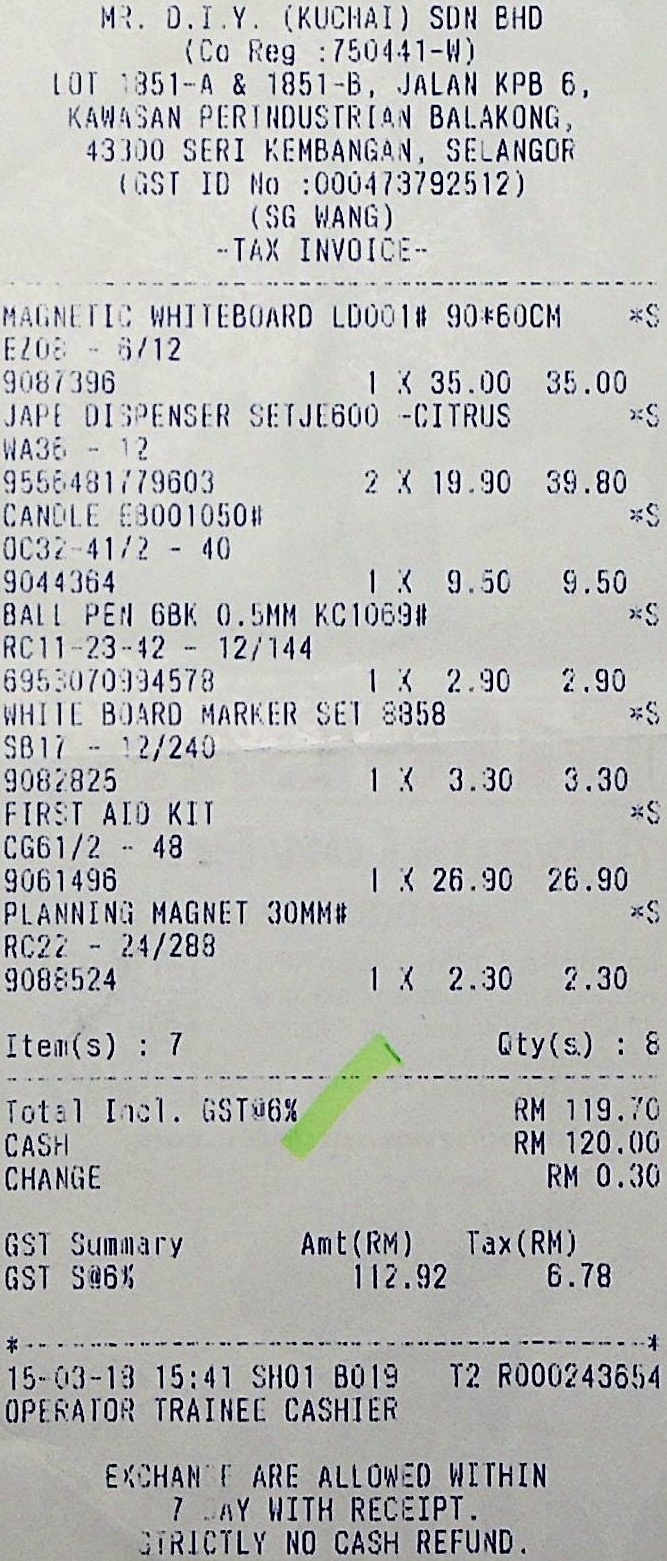 MR. D.I.Y. (KUCHAI) SDN BHD
(Co Reg :750441-W)
LOT 1851-A & 1851-B, JALAN KPB 6,
KAWASAN PERINDUSTRIAN BALAKONG,
43300 SERI KEMBANGAN, SELANGOR
(GST ID No :000473792512)
(SG WANG)
-TAX INVOICE-
MAGNETIC WHITEBOARD LD001# 90*60CM *S
EZ08 - 6/12
9087396 1 X 35.00 35.00
JAPE DISPENSER SETJE600 -CITRUS *S
WA36 - 12
9556481779603 2 X 19.90 39.80
CANDLE EB001050# *S
OC32-41/2 - 40
9044364 1 X 9.50 9.50
BALL PEN 6BK 0.5MM KC1069# *S
RC11-23-42 - 12/144
6953070994578 1 X 2.90 2.90
WHITE BOARD MARKER SET 8858 *S
SB17 - 12/240
9082825 1 X 3.30 3.30
FIRST AID KIT *S
CG61/2 - 48
9061496 1 X 26.90 26.90
PLANNING MAGNET 30MM# *S
RC22 - 24/288
9088524 1 X 2.30 2.30
Item(s) : 7 Qty(s) : 8
Total Incl. GST@6% RM 119.70
CASH RM 120.00
CHANGE RM 0.30
GST Summary Amt(RM) Tax(RM)
GST S@6% 112.92 6.78
*--------------------------------------*
15:41 SH01 B019 T2 R000243654
OPERATOR TRAINEE CASHIER
EXCHANGE ARE ALLOWED WITHIN
7 DAY WITH RECEIPT.
STRICTLY NO CASH REFUND.